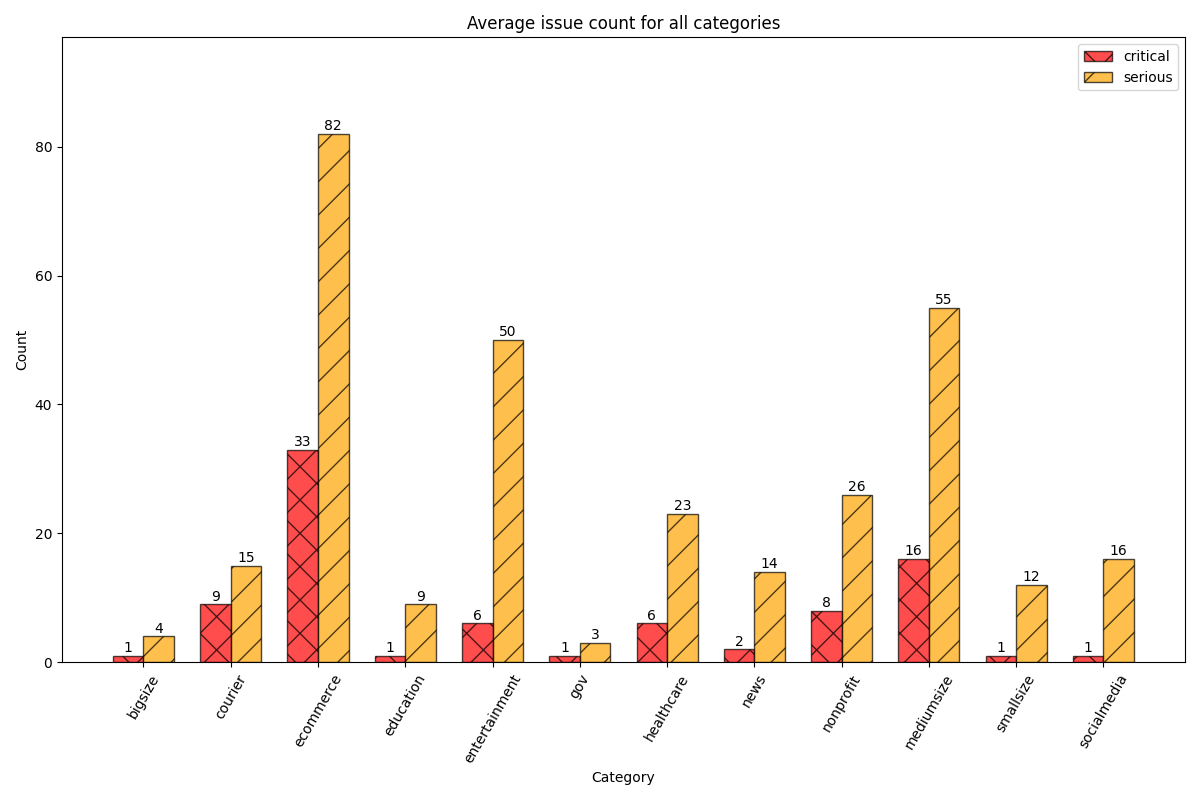 Average issue count for all categories
critical
serious
Count
80
60
40
20
0
1
4
9
15
33
82
1
9
6
50
1
3
6
23
2
14
8
26
16
55
1
12
1
16
bigsize
courier
ecommerce
education
entertainment
gov
healthcare
news
nonprofit
mediumsize
smallsize
socialmedia
Category